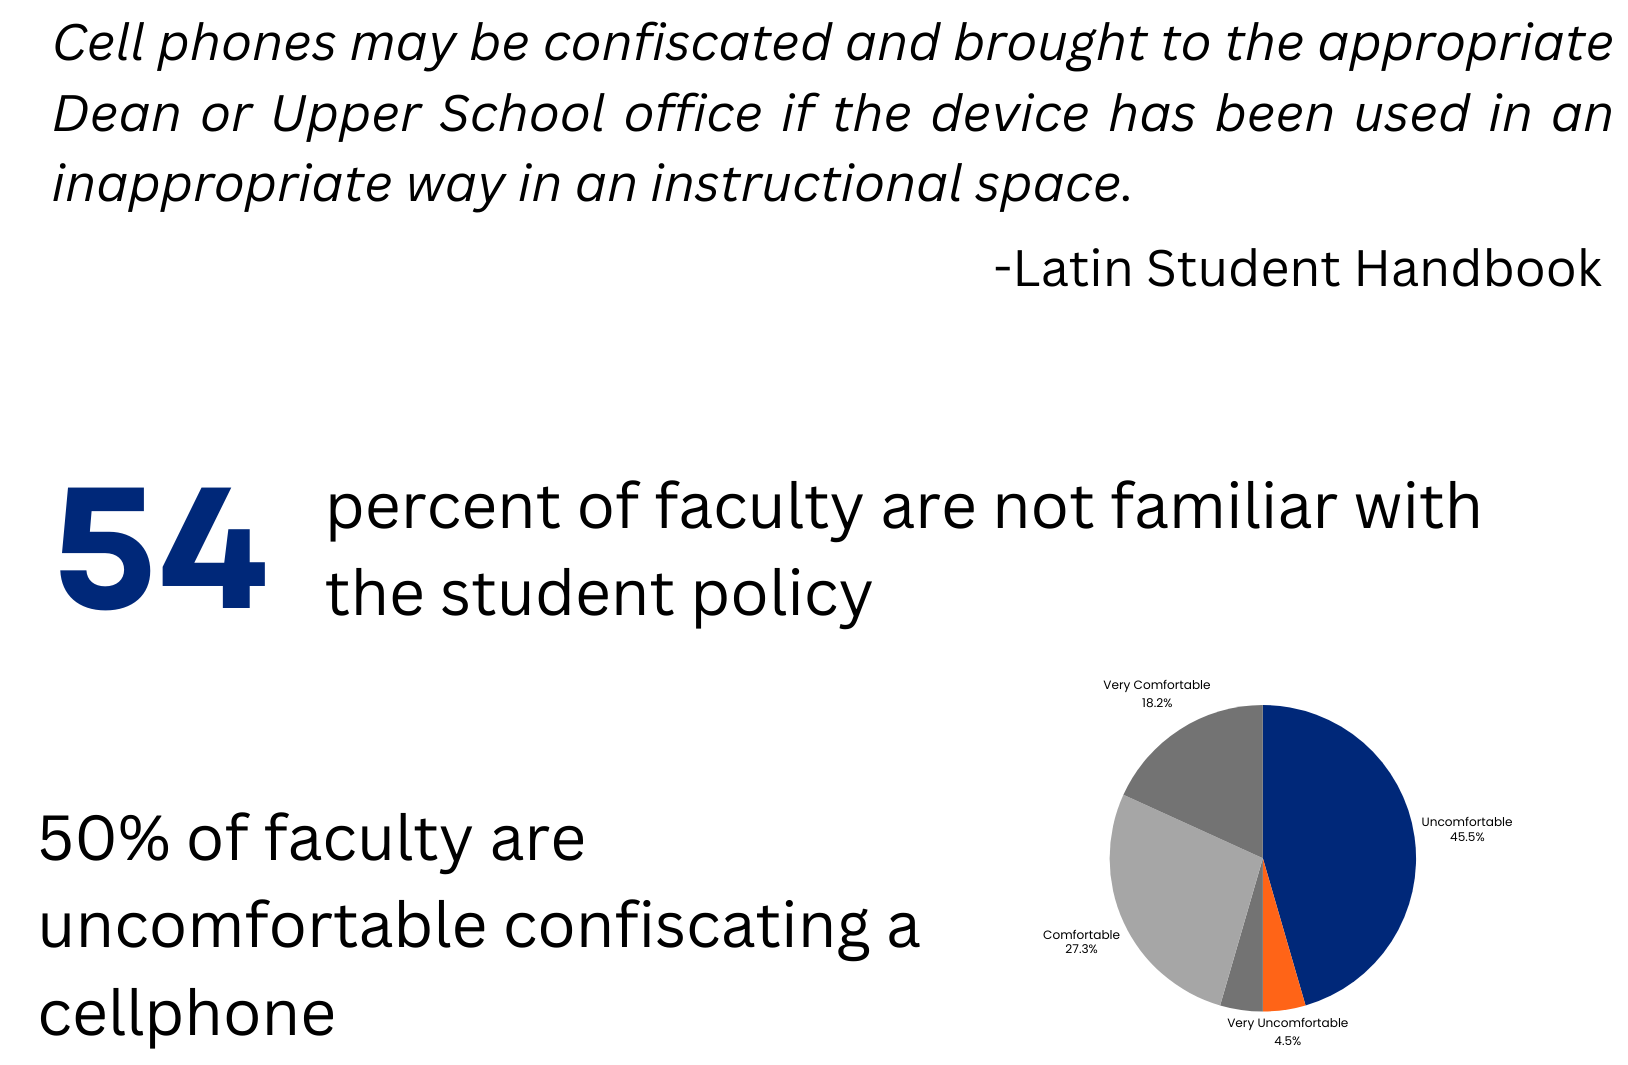 Cell phones may be confiscated and brought to the appropriate
Dean or Upper School office if the device has been used in an
inappropriate way in an instructional space.
-Latin Student Handbook
54
percent of faculty are not familiar with
the student policy
50% of faculty are
uncomfortable confiscating a
cellphone
Very Comfortable
18.2%
Uncomfortable
45.5%
Comfortable
27.3%
Very Uncomfortable
4.5%